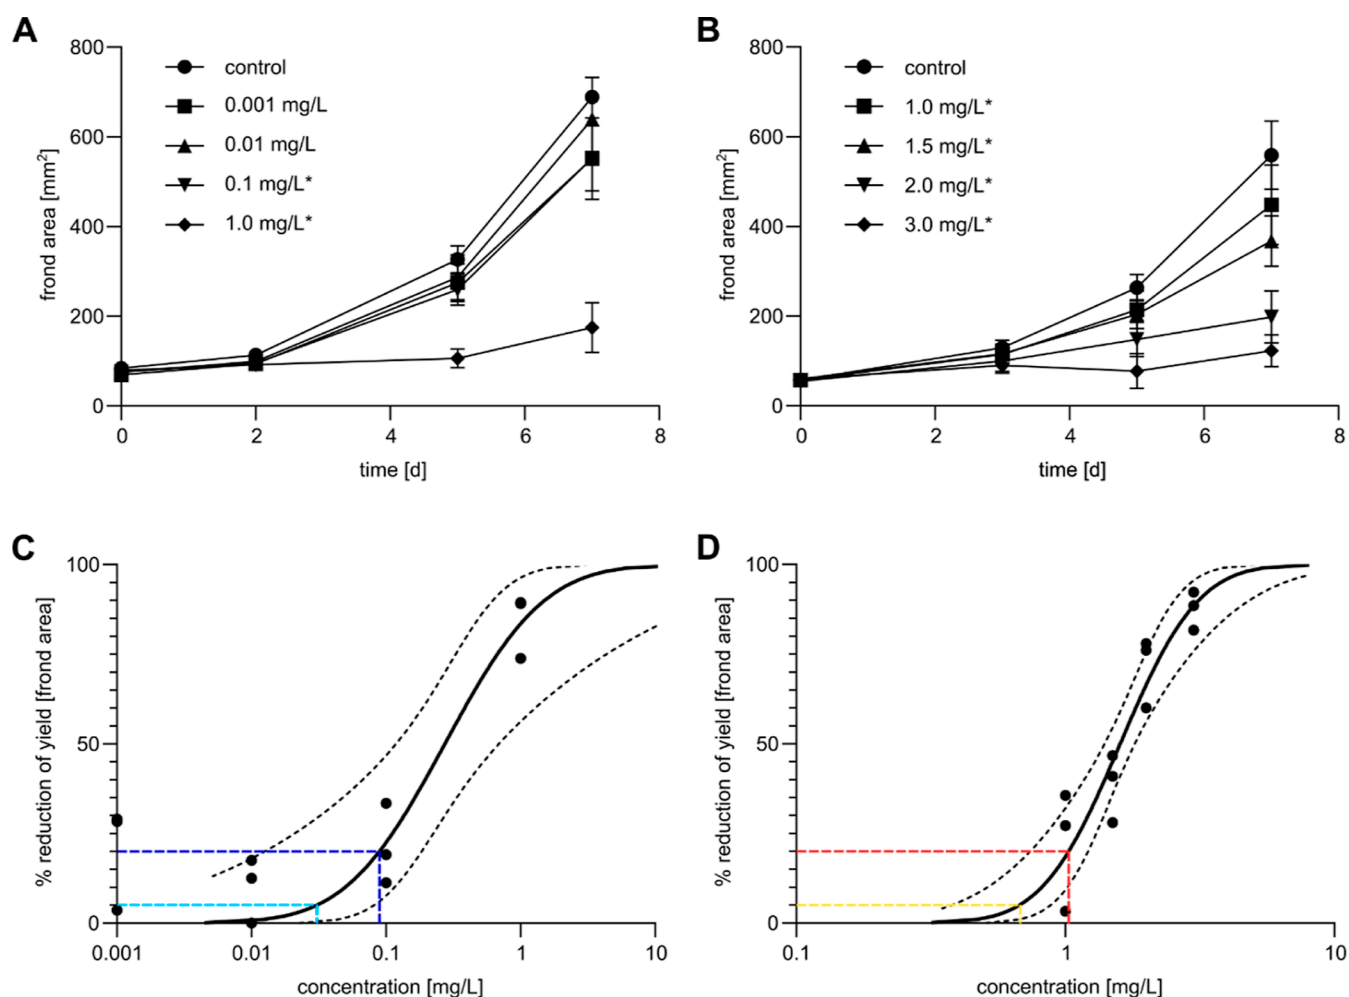 A
800
600
400
200
0
frond area [mm²]
control
0.001 mg/L
0.01 mg/L
0.1 mg/L*
1.0 mg/L*
0 2 4 6 8
time [d]
B
800
600
400
200
0
frond area [mm²]
control
1.0 mg/L*
1.5 mg/L*
2.0 mg/L*
3.0 mg/L*
0 2 4 6 8
time [d]
C
100
50
0
% reduction of yield [frond area]
0.001 0.01 0.1 1 10
concentration [mg/L]
D
100
50
0
% reduction of yield [frond area]
0.1 1 10
concentration [mg/L]